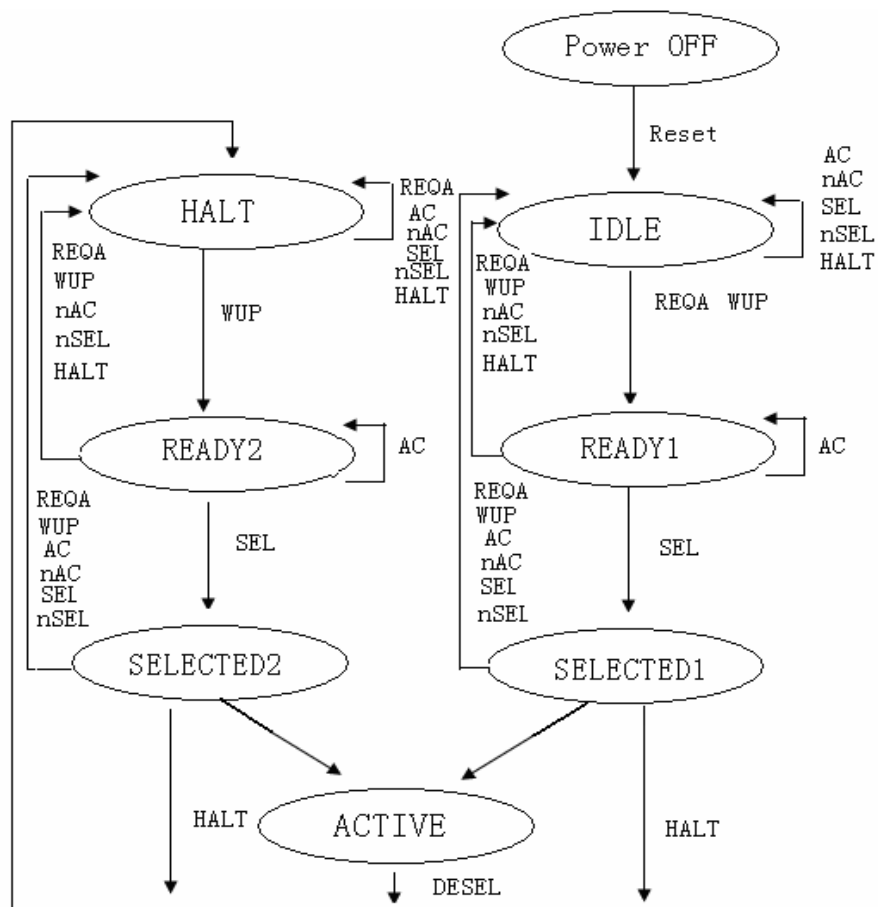 Power OFF
Reset
HALT
REQA
AC
nAC
SEL
nSEL
HALT
IDLE
AC
nAC
SEL
nSEL
HALT
REQA
WUP
nAC
nSEL
HALT
WUP
REQA
WUP
nAC
nSEL
HALT
REQA WUP
READY2
AC
READY1
AC
REQA
WUP
AC
nAC
SEL
nSEL
SEL
REQA
WUP
AC
nAC
SEL
nSEL
SEL
SELECTED2
SELECTED1
HALT
ACTIVE
HALT
DESEL